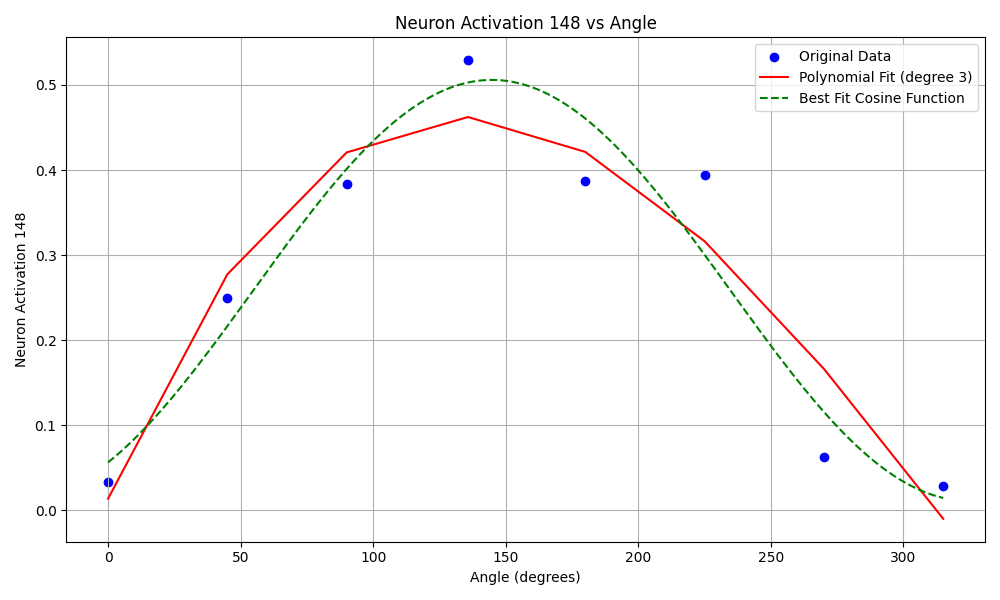 Neuron Activation 148 vs Angle
Original Data
Polynomial Fit (degree 3)
Best Fit Cosine Function
Neuron Activation 148
0.5
0.4
0.3
0.2
0.1
0.0
0 50 100 150 200 250 300
Angle (degrees)